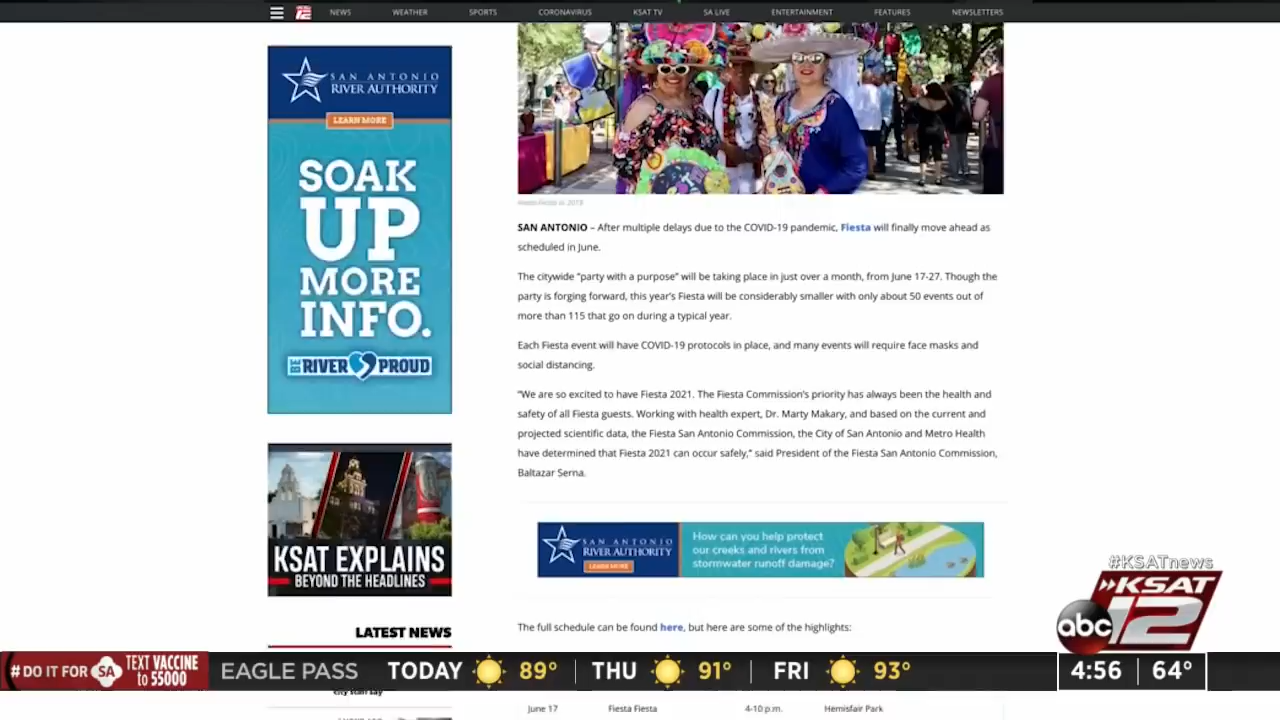 NEWS WEATHER SPORTS CORONAVIRUS KSAT TV SA LIVE ENTERTAINMENT FEATURES NEWSLETTERS
12
SAN ANTONIO
RIVER AUTHORITY
LEARN MORE
SOAK
UP
MORE
INFO.
BE RIVER PROUD
KSAT EXPLAINS
BEYOND THE HEADLINES
LATEST NEWS
Fiesta Fiesta in 2019
SAN ANTONIO – After multiple delays due to the COVID-19 pandemic, Fiesta will finally move ahead as
scheduled in June.
The citywide “party with a purpose” will be taking place in just over a month, from June 17-27. Though the
party is forging forward, this year’s Fiesta will be considerably smaller with only about 50 events out of
more than 115 that go on during a typical year.
Each Fiesta event will have COVID-19 protocols in place, and many events will require face masks and
social distancing.
“We are so excited to have Fiesta 2021. The Fiesta Commission’s priority has always been the health and
safety of all Fiesta guests. Working with health expert, Dr. Marty Makary, and based on the current and
projected scientific data, the Fiesta San Antonio Commission, the City of San Antonio and Metro Health
have determined that Fiesta 2021 can occur safely,” said President of the Fiesta San Antonio Commission,
Baltazar Serna.
SAN ANTONIO
RIVER AUTHORITY
LEARN MORE
How can you help protect
our creeks and rivers from
stormwater runoff damage?
The full schedule can be found here, but here are some of the highlights:
#KSATnews
KSAT
abc 12
#DO IT FOR SA TEXT VACCINE
to 55000
EAGLE PASS TODAY 89° THU 91° FRI 93°
4:56 64°
city staff say
June 17 Fiesta Fiesta 4-10 p.m. Hemisfair Park